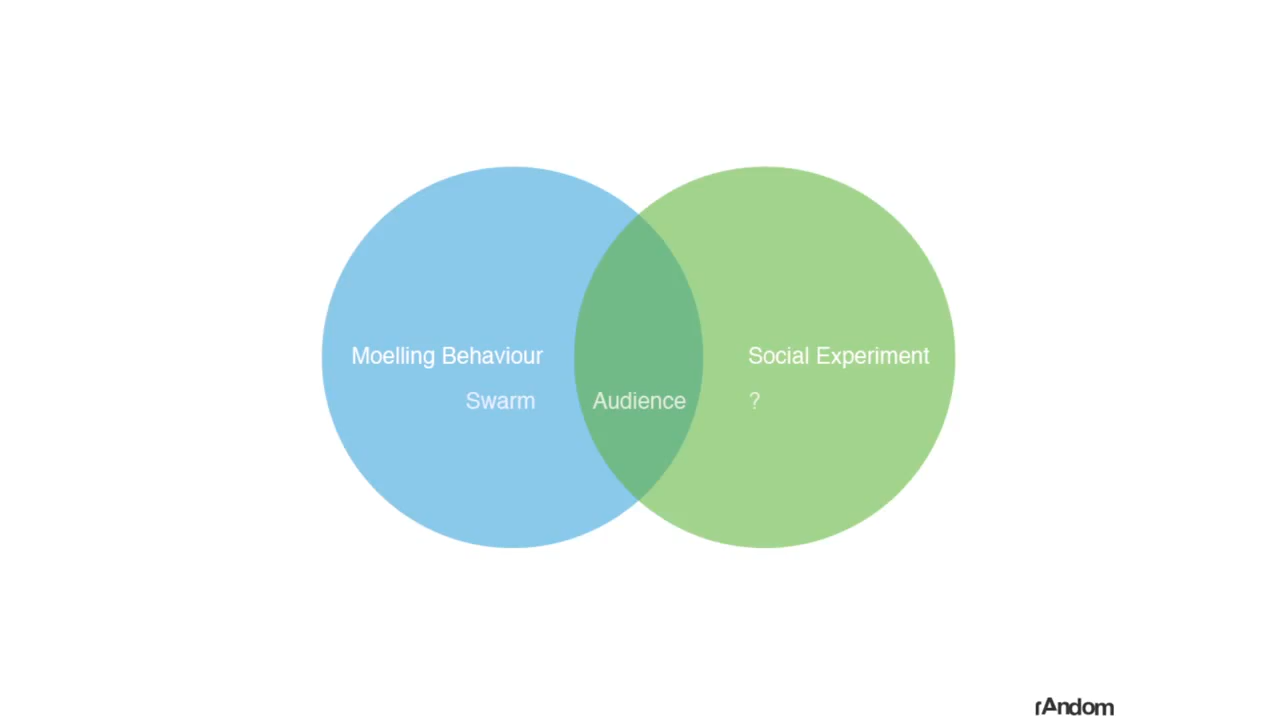 Moelling Behaviour
Social Experiment
Swarm
Audience
?
rAndom